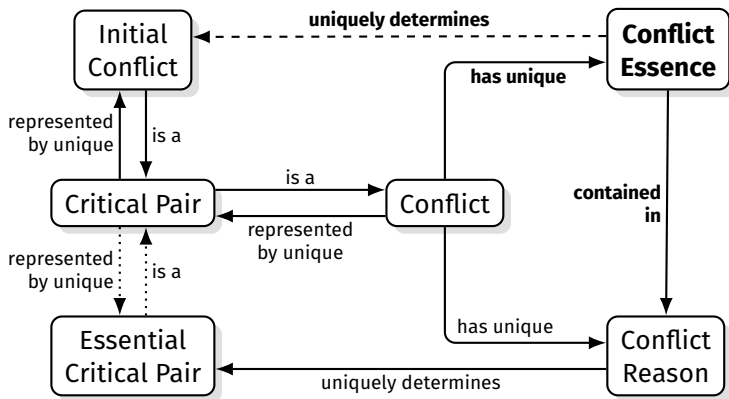 uniquely determines
Initial
Conflict
Conflict
Essence
has unique
represented
by unique
is a
is a
contained
in
Critical Pair
Conflict
represented
by unique
represented
by unique
is a
has unique
Essential
Critical Pair
Conflict
Reason
uniquely determines